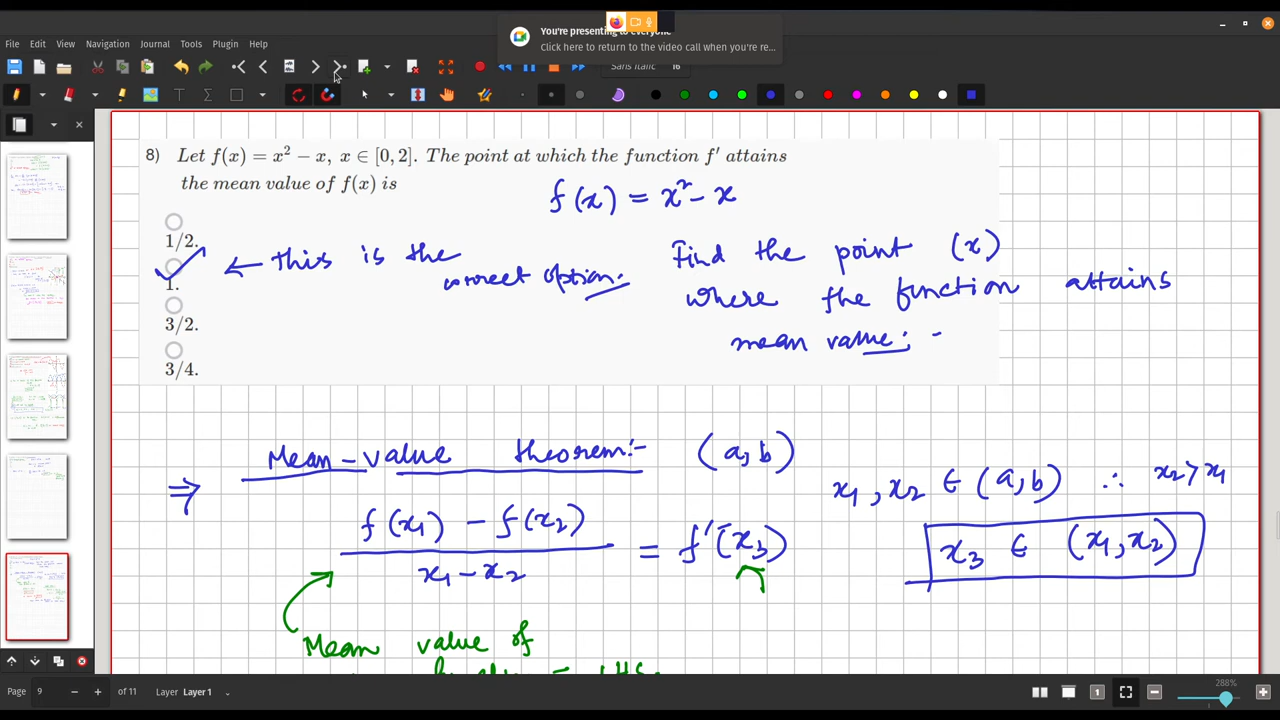 You're presenting to everyone
Click here to return to the video call when you're re...
File Edit View Navigation Journal Tools Plugin Help
Sans Italic 16
8) Let f(x) = x² − x, x ∈ [0, 2]. The point at which the function f′ attains
the mean value of f(x) is
f(x) = x² − x
1/2.
1.
3/2.
3/4.
← this is the
correct option.
Find the point (x)
where the function attains
mean value: -
Mean-value theorem:- (a, b)
⇒
x₁, x₂ ∈ (a, b) ∴ x₂ > x₁
f(x₁) − f(x₂)
x₁ − x₂
= f′(x₃)
x₃ ∈ (x₁, x₂)
Mean value of
Page 9 of 11 Layer Layer 1
288%